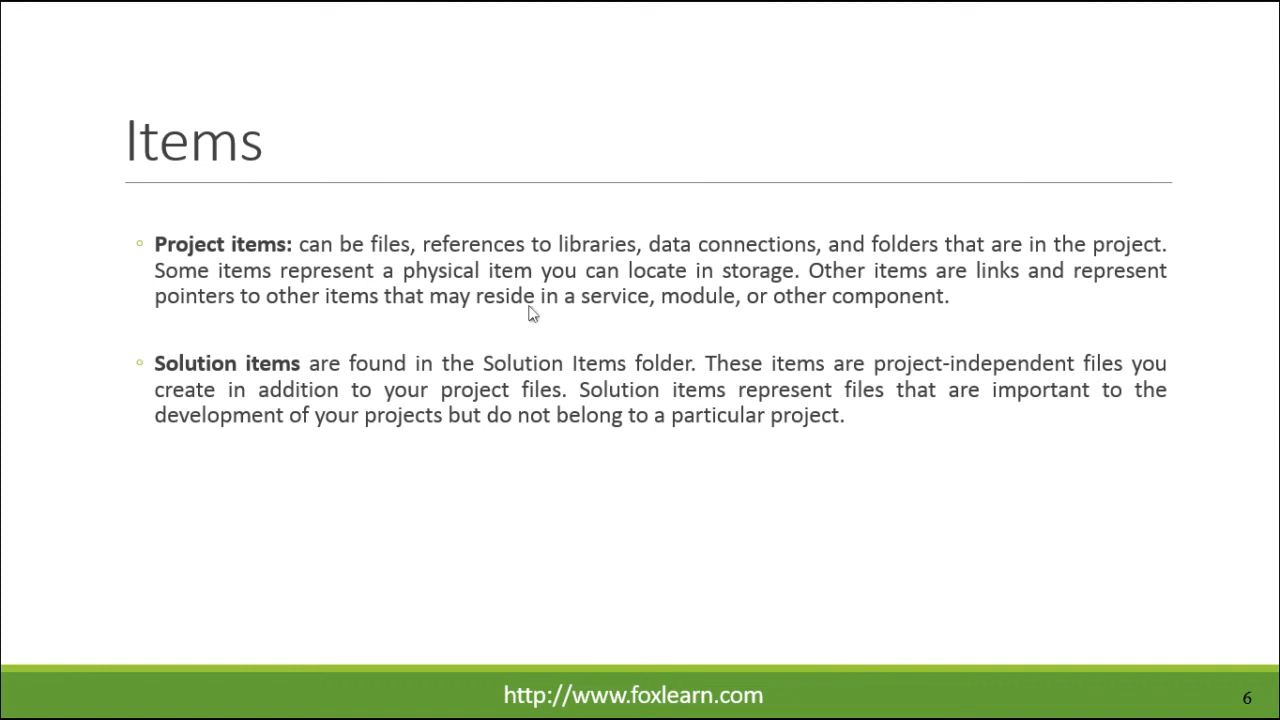 Items
Project items: can be files, references to libraries, data connections, and folders that are in the project.
Some items represent a physical item you can locate in storage. Other items are links and represent
pointers to other items that may reside in a service, module, or other component.
Solution items are found in the Solution Items folder. These items are project-independent files you
create in addition to your project files. Solution items represent files that are important to the
development of your projects but do not belong to a particular project.
http://www.foxlearn.com
6